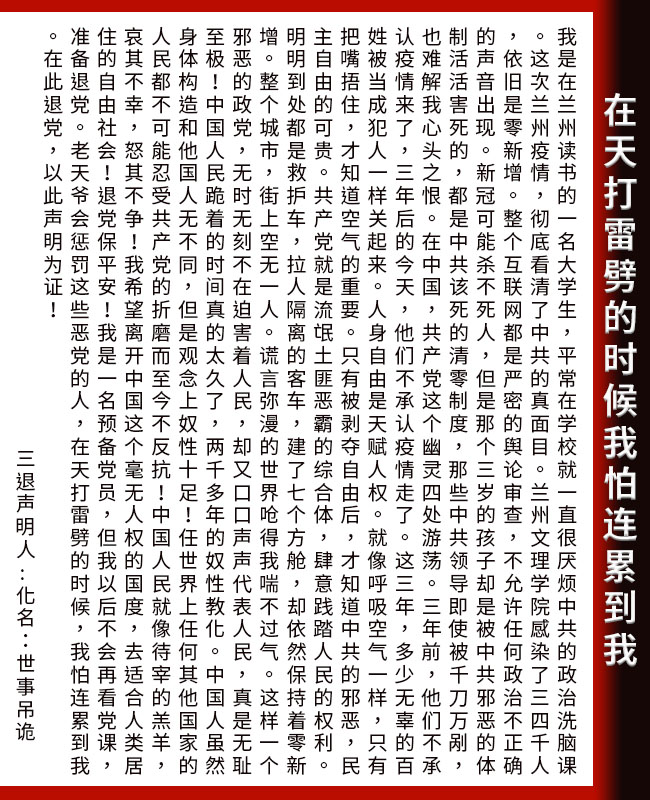 在天打雷劈的时候我怕连累到我
我是在兰州读书的一名大学生，平常在学校就一直很厌烦中共的政治洗脑课
。这次兰州疫情，彻底看清了中共的真面目。兰州文理学院感染了三四千人
，依旧是零新增。整个互联网都是严密的舆论审查，不允许任何政治不正确
的声音出现。新冠可能杀不死人，但是那个三岁的孩子却是被中共邪恶的体
制活活害死的，都是中共该死的清零制度，那些中共领导即使被千刀万剐，
也难解我心头之恨。在中国，共产党这个幽灵四处游荡。三年前，他们不承
认疫情来了，三年后的今天，他们不承认疫情走了。这三年，多少无辜的百
姓被当成犯人一样关起来。人身自由是天赋人权。就像呼吸空气一样，只有
把嘴捂住，才知道空气的重要。只有被剥夺自由后，才知道中共的邪恶，民
主自由的可贵。共产党就是流氓土匪恶霸的综合体，肆意践踏人民的权利。
明明到处都是救护车，拉人隔离的客车，建了七个方舱，却依然保持着零新
增。整个城市，街上空无一人。谎言弥漫的世界呛得我喘不过气。这样一个
邪恶的政党，无时无刻不在迫害着人民，却又口口声声代表人民，真是无耻
至极！中国人民跪着的时间真的太久了，两千多年的奴性教化。中国人虽然
身体构造和他国人无不同，但是观念上奴性十足！任世界上任何其他国家的
人民都不可能忍受共产党的折磨而至今不反抗！中国人民就像待宰的羔羊，
哀其不幸，怒其不争！我希望离开中国这个毫无人权的国度，去适合人类居
住的自由社会！退党保平安！我是一名预备党员，但我以后不会再看党课，
准备退党。老天爷会惩罚这些恶党的人，在天打雷劈的时候，我怕连累到我
。在此退党，以此声明为证！
三退声明人：化名：世事吊诡